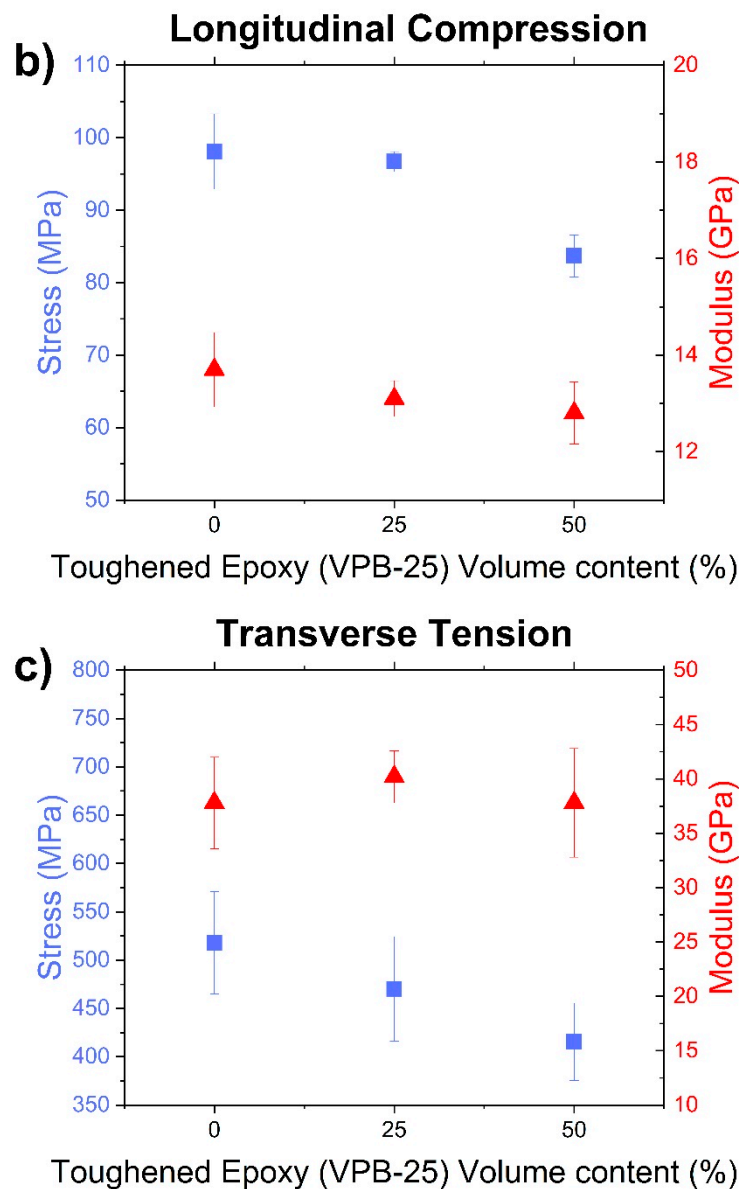 Longitudinal Compression
b)
110
100
90
80
70
60
50
Stress (MPa)
20
18
16
14
12
Modulus (GPa)
0 25 50
Toughened Epoxy (VPB-25) Volume content (%)
Transverse Tension
c)
800
750
700
650
600
550
500
450
400
350
Stress (MPa)
50
45
40
35
30
25
20
15
10
Modulus (GPa)
0 25 50
Toughened Epoxy (VPB-25) Volume content (%)